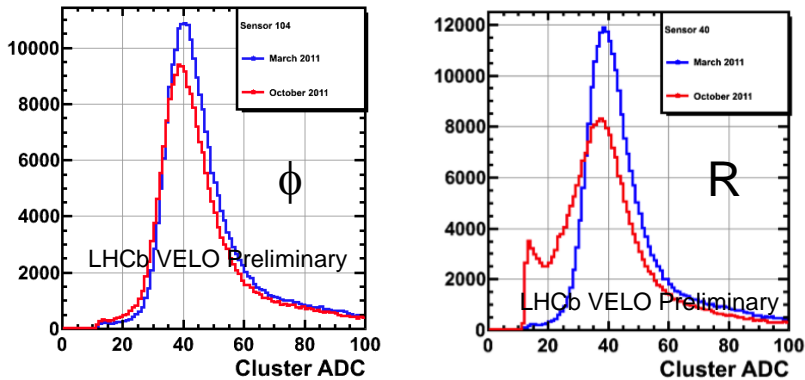 10000
8000
6000
4000
2000
0
0 20 40 60 80 100
Cluster ADC
Sensor 104
March 2011
October 2011
ϕ
LHCb VELO Preliminary
12000
10000
8000
6000
4000
2000
0
0 20 40 60 80 100
Cluster ADC
Sensor 40
March 2011
October 2011
R
LHCb VELO Preliminary